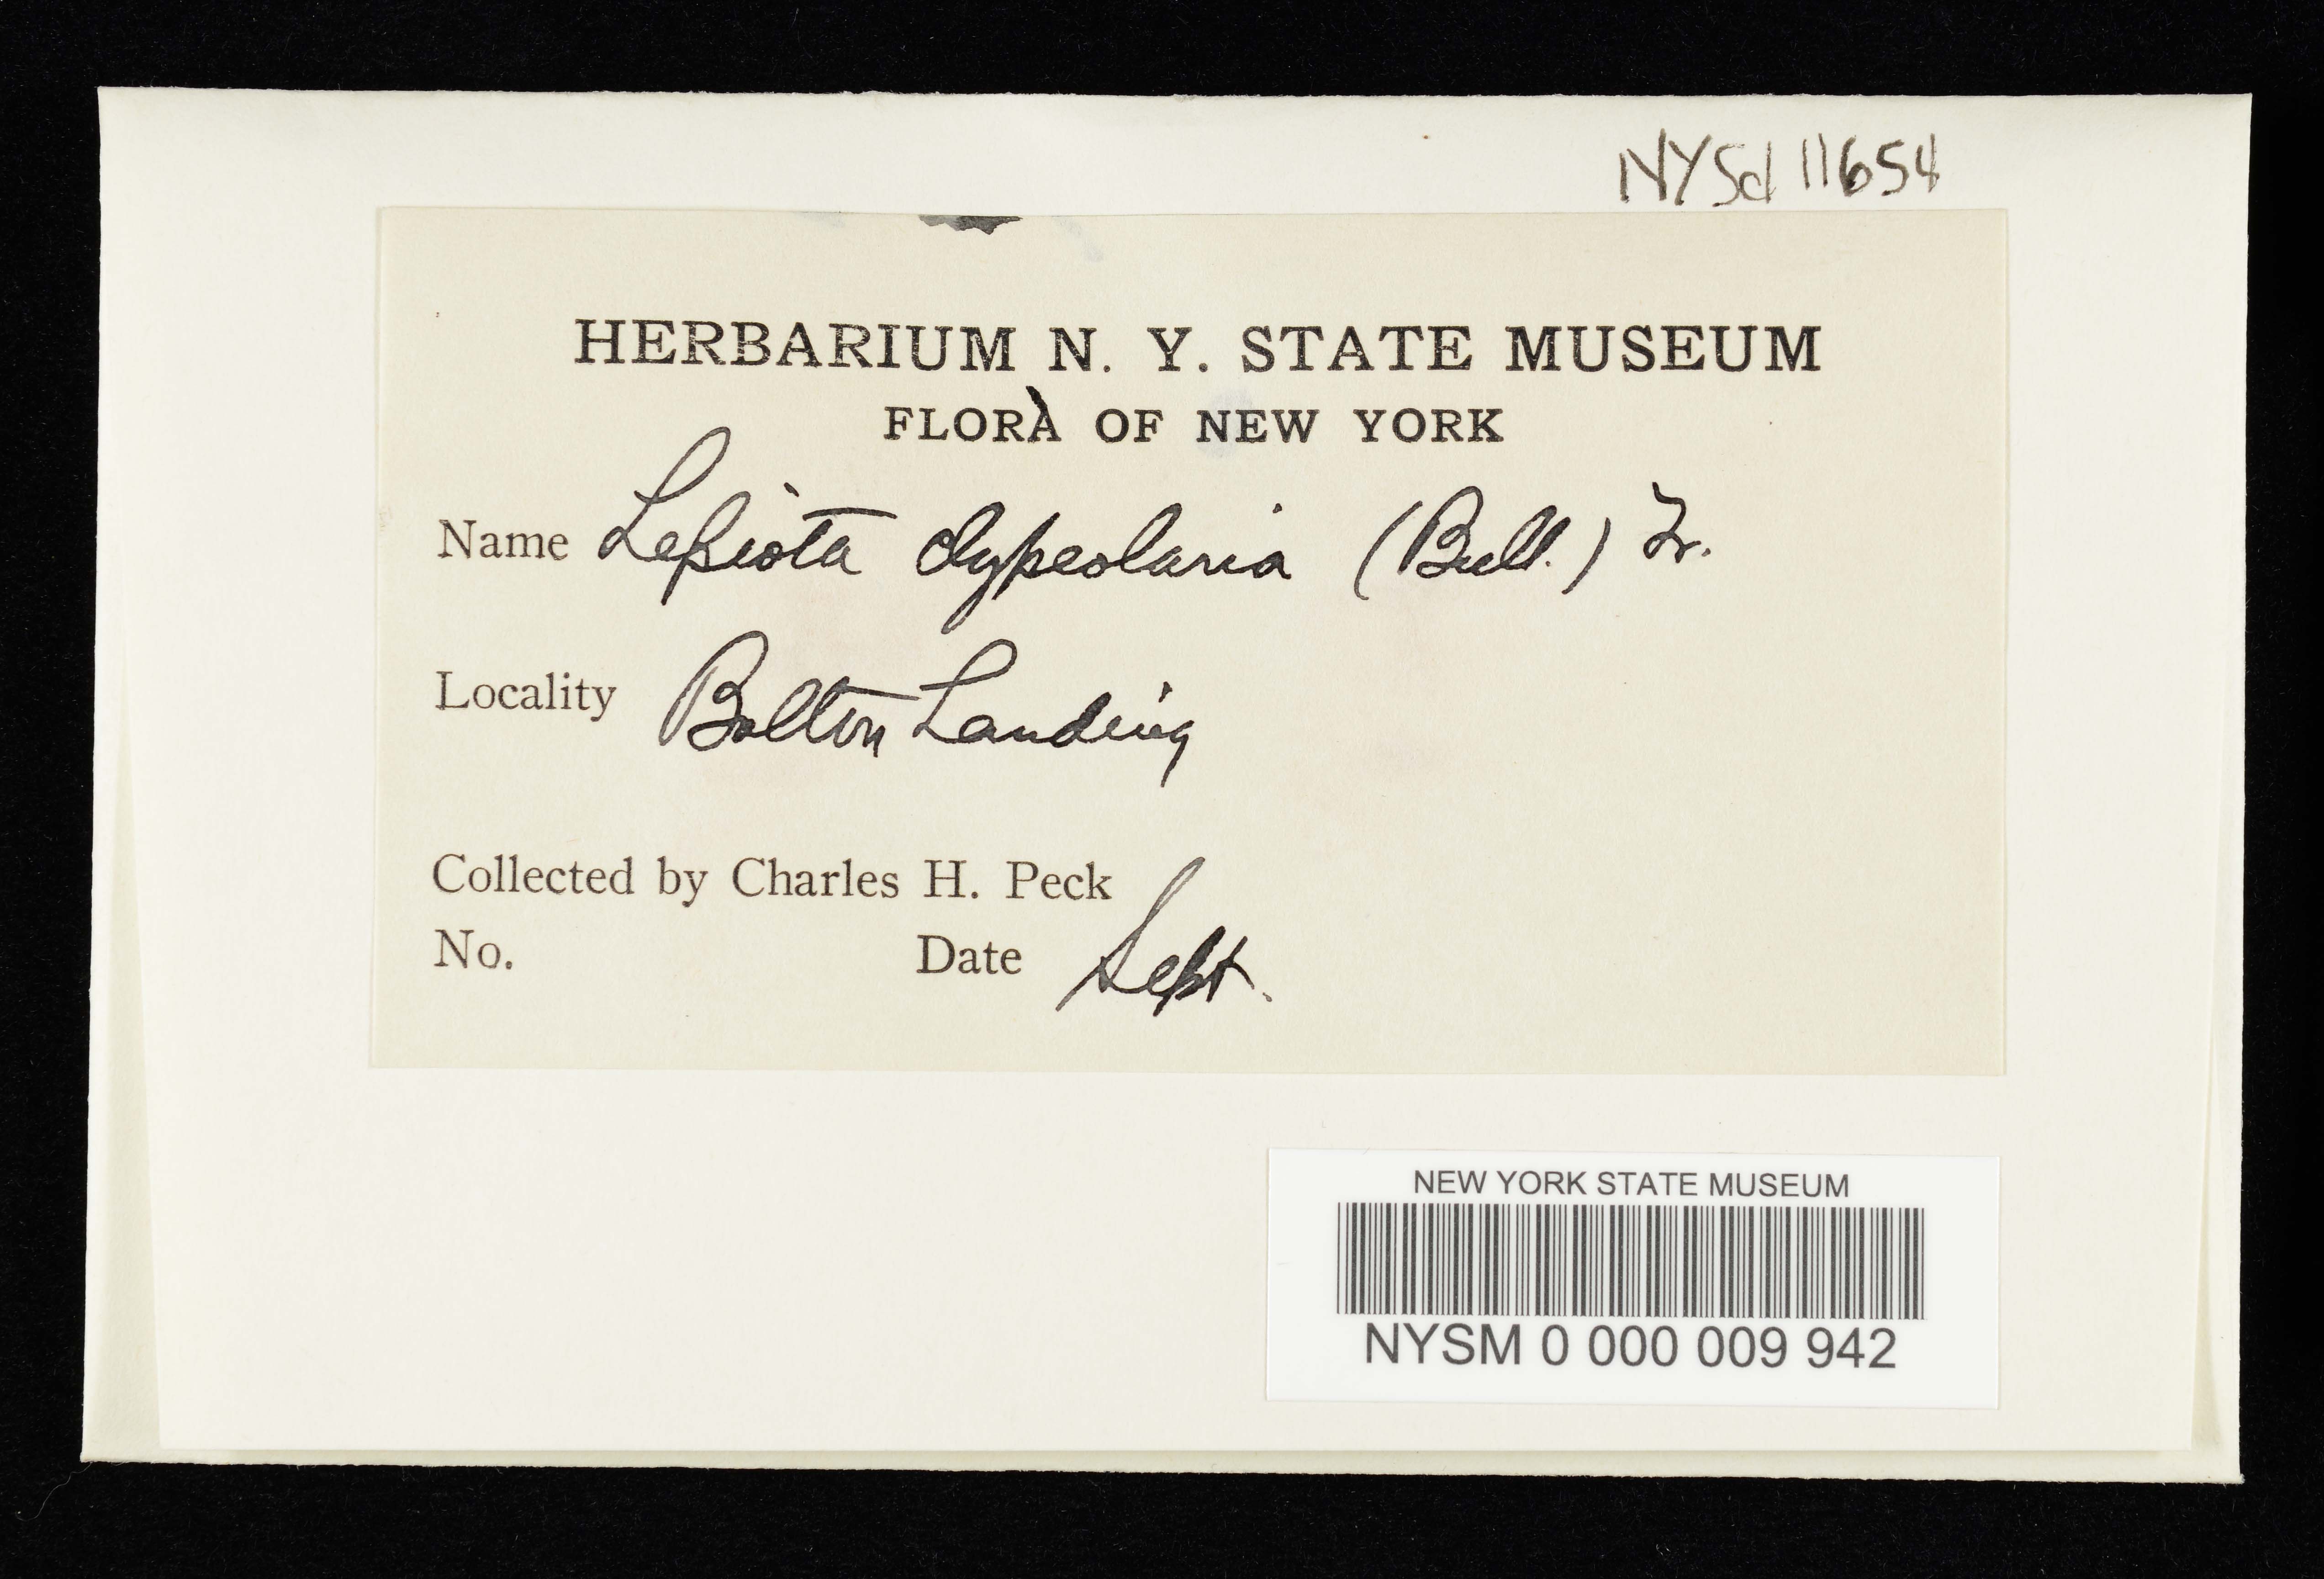 NYSd 11654
HERBARIUM N. Y. STATE MUSEUM
FLORA OF NEW YORK
Name Lepiota clypeolaria (Bull.) Fr.
Locality Bolton Landing
Collected by Charles H. Peck
No. Date Sept.
NEW YORK STATE MUSEUM
NYSM 0 000 009 942